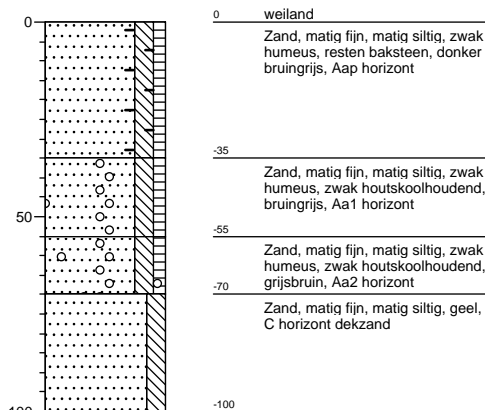 0
50
100
0 weiland
Zand, matig fijn, matig siltig, zwak
humeus, resten baksteen, donker
bruingrijs, Aap horizont
-35
Zand, matig fijn, matig siltig, zwak
humeus, zwak houtskoolhoudend,
bruingrijs, Aa1 horizont
-55
Zand, matig fijn, matig siltig, zwak
humeus, zwak houtskoolhoudend,
grijsbruin, Aa2 horizont
-70
Zand, matig fijn, matig siltig, geel,
C horizont dekzand
-100